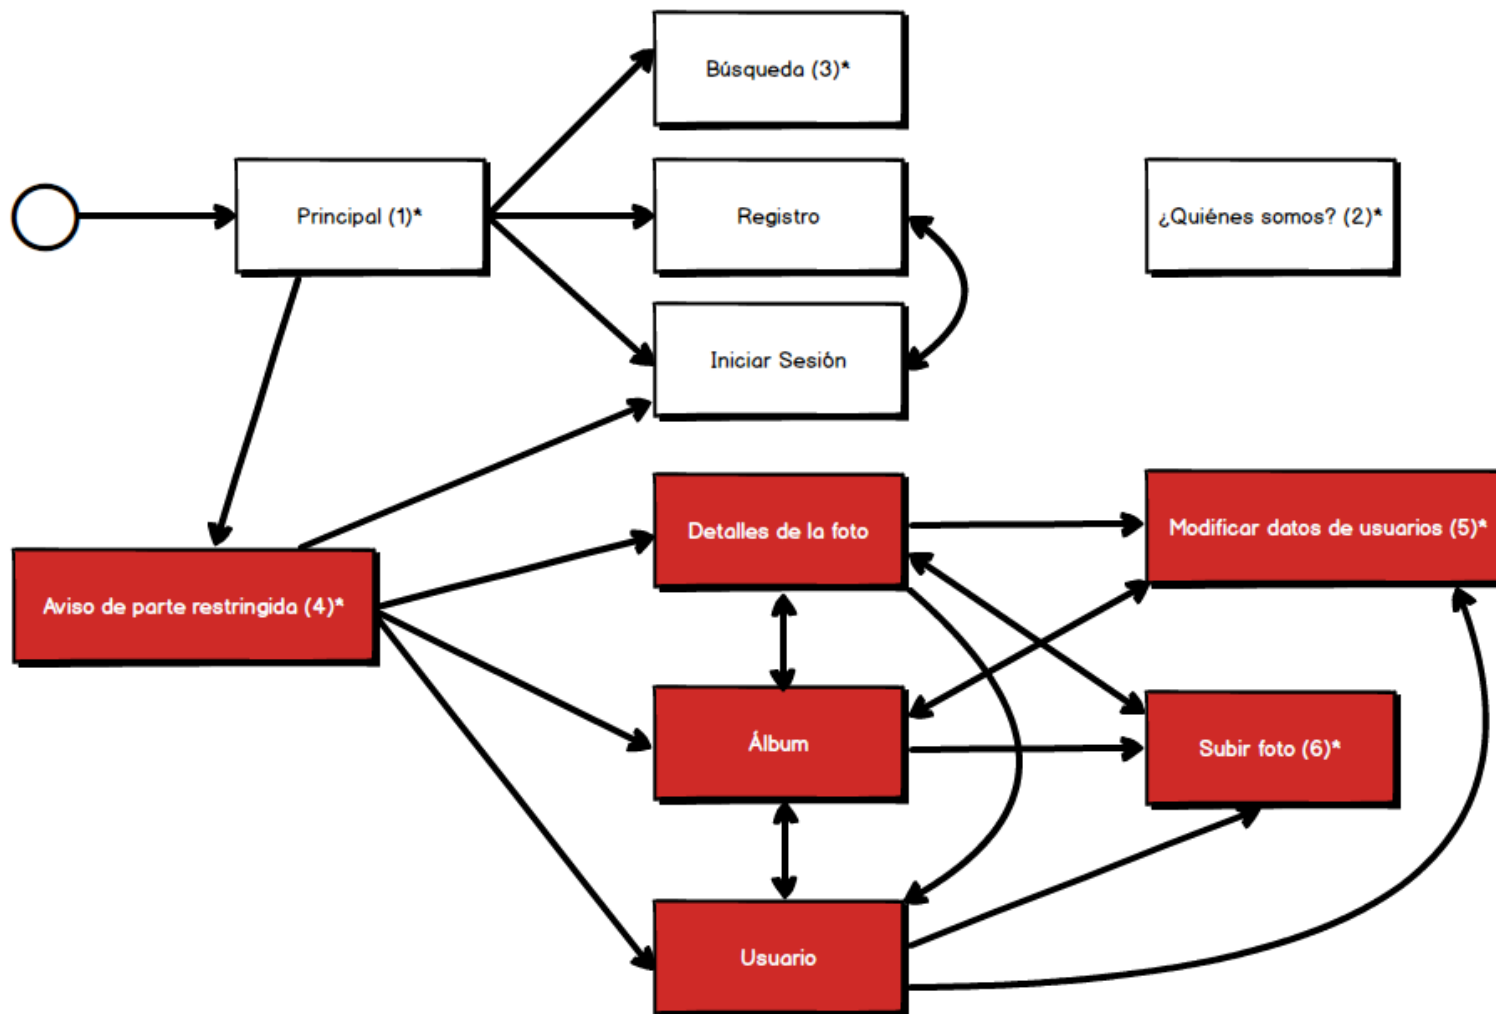 Búsqueda (3)*
Principal (1)*
Registro
¿Quiénes somos? (2)*
Iniciar Sesión
Detalles de la foto
Modificar datos de usuarios (5)*
Aviso de parte restringida (4)*
Álbum
Subir foto (6)*
Usuario